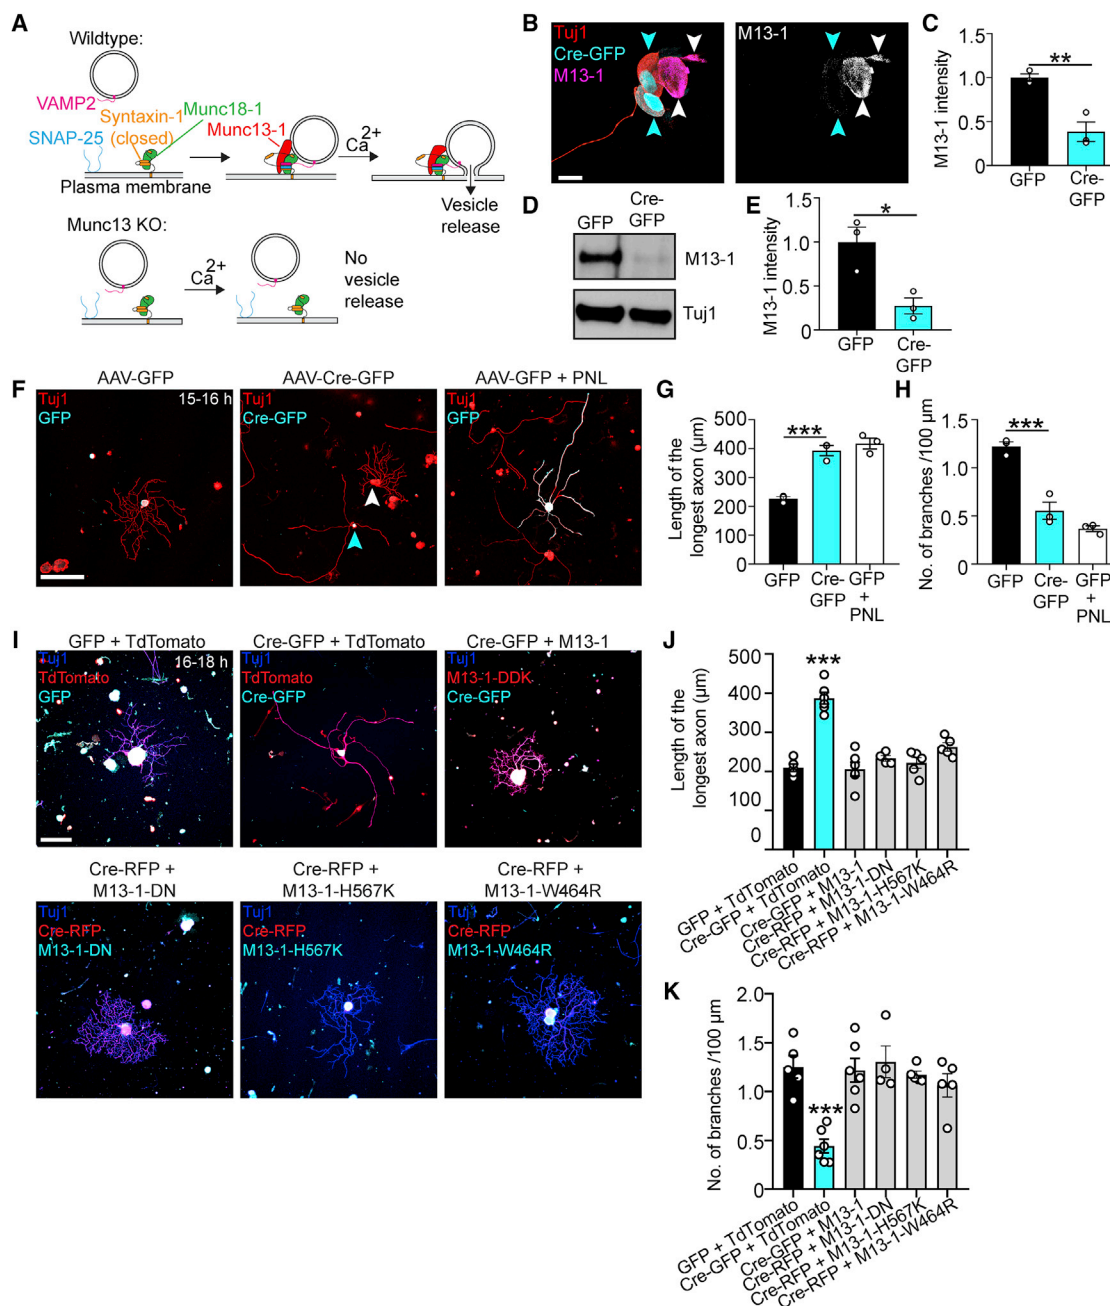 A
Wildtype:
VAMP2
Munc18-1
Syntaxin-1
SNAP-25 (closed)
Munc13-1
Ca2+
Plasma membrane
Vesicle
release
Munc13 KO:
Ca2+
No
vesicle
release
B
Tuj1
Cre-GFP
M13-1
M13-1
C
M13-1 intensity
1.5
1.0
0.5
0
**
GFP
Cre-
GFP
D
GFP
Cre-
GFP
M13-1
Tuj1
E
M13-1 intensity
1.5
1.0
0.5
0
*
GFP
Cre-
GFP
F
AAV-GFP
Tuj1
GFP
15-16 h
AAV-Cre-GFP
Tuj1
Cre-GFP
AAV-GFP + PNL
Tuj1
GFP
G
Length of the
longest axon (µm)
500
400
300
200
100
0
***
GFP
Cre-
GFP
GFP
+
PNL
H
No. of branches /100 µm
1.5
1.0
0.5
0
***
GFP
Cre-
GFP
GFP
+
PNL
I
GFP + TdTomato
Tuj1
TdTomato
GFP
16-18 h
Cre-GFP + TdTomato
Tuj1
TdTomato
Cre-GFP
Cre-GFP + M13-1
Tuj1
M13-1-DDK
Cre-GFP
Cre-RFP +
M13-1-DN
Tuj1
Cre-RFP
M13-1-DN
Cre-RFP +
M13-1-H567K
Tuj1
Cre-RFP
M13-1-H567K
Cre-RFP +
M13-1-W464R
Tuj1
Cre-RFP
M13-1-W464R
J
Length of the
longest axon (µm)
500
400
300
200
100
0
***
GFP + TdTomato
Cre-GFP + TdTomato
Cre-GFP + M13-1
Cre-RFP + M13-1-DN
Cre-RFP + M13-1-H567K
Cre-RFP + M13-1-W464R
K
No. of branches /100 µm
2.0
1.5
1.0
0.5
0
***
GFP + TdTomato
Cre-GFP + TdTomato
Cre-GFP + M13-1
Cre-RFP + M13-1-DN
Cre-RFP + M13-1-H567K
Cre-RFP + M13-1-W464R